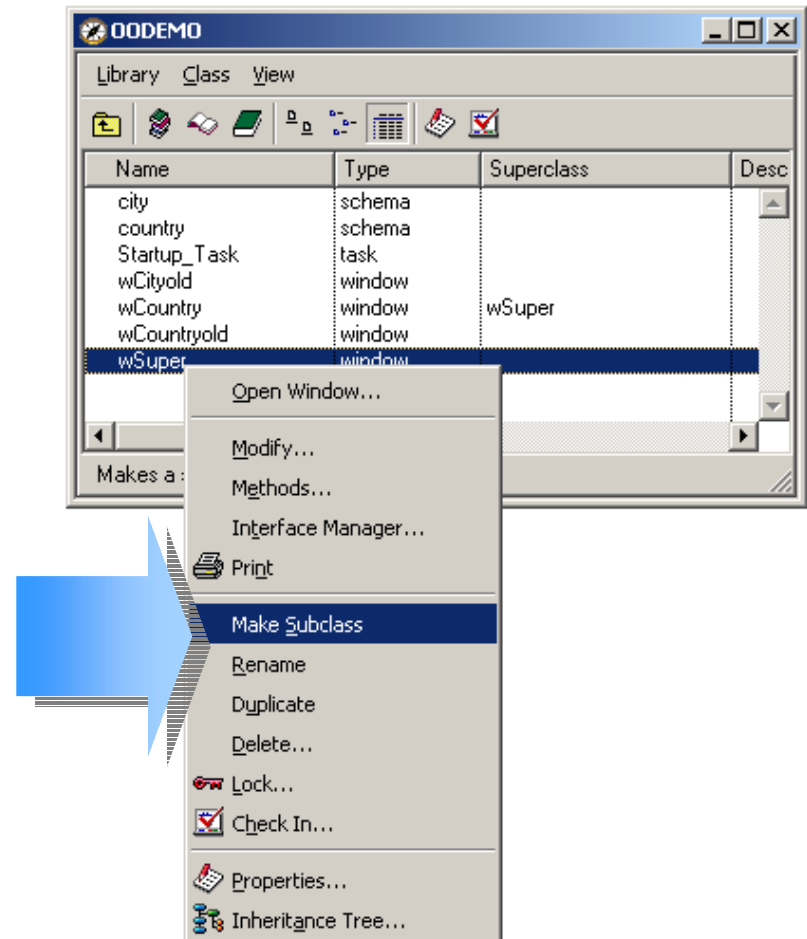 OODEMO
Library Class View
Name Type Superclass Desc
city schema
country schema
Startup_Task task
wCityold window
wCountry window wSuper
wCountryold window
wSuper window
Open Window...
Modify...
Makes a
Methods...
Interface Manager...
Print
Make Subclass
Rename
Duplicate
Delete...
Lock...
Check In...
Properties...
Inheritance Tree...